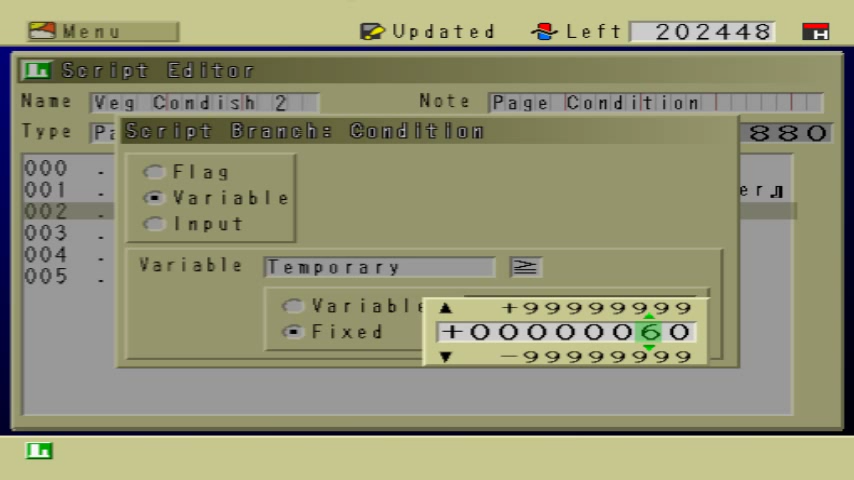 Menu Updated Left 202448 H
Script Editor
Name Veg Condish 2 Note Page Condition
Type Pa 880
Script Branch: Condition
000 .
001 . er
002 .
003 .
004 .
005 .
Flag
Variable
Input
Variable Temporary ≥
Variable
Fixed
▲ +99999999
+00000060
▼ -99999999